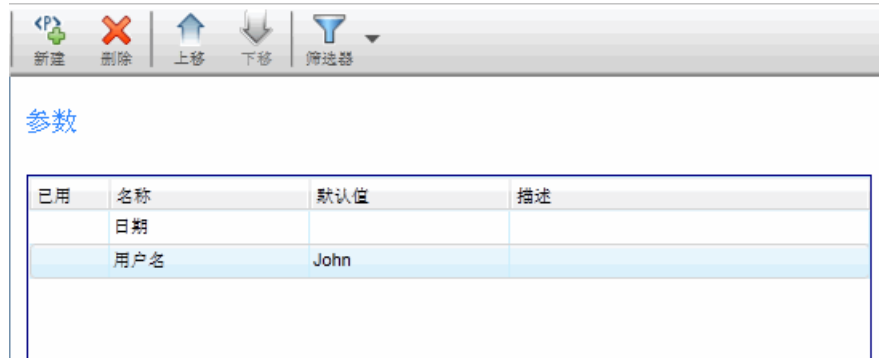 <P>
新建 删除 上移 下移 筛选器
参数
已用 名称 默认值 描述
日期
用户名 John